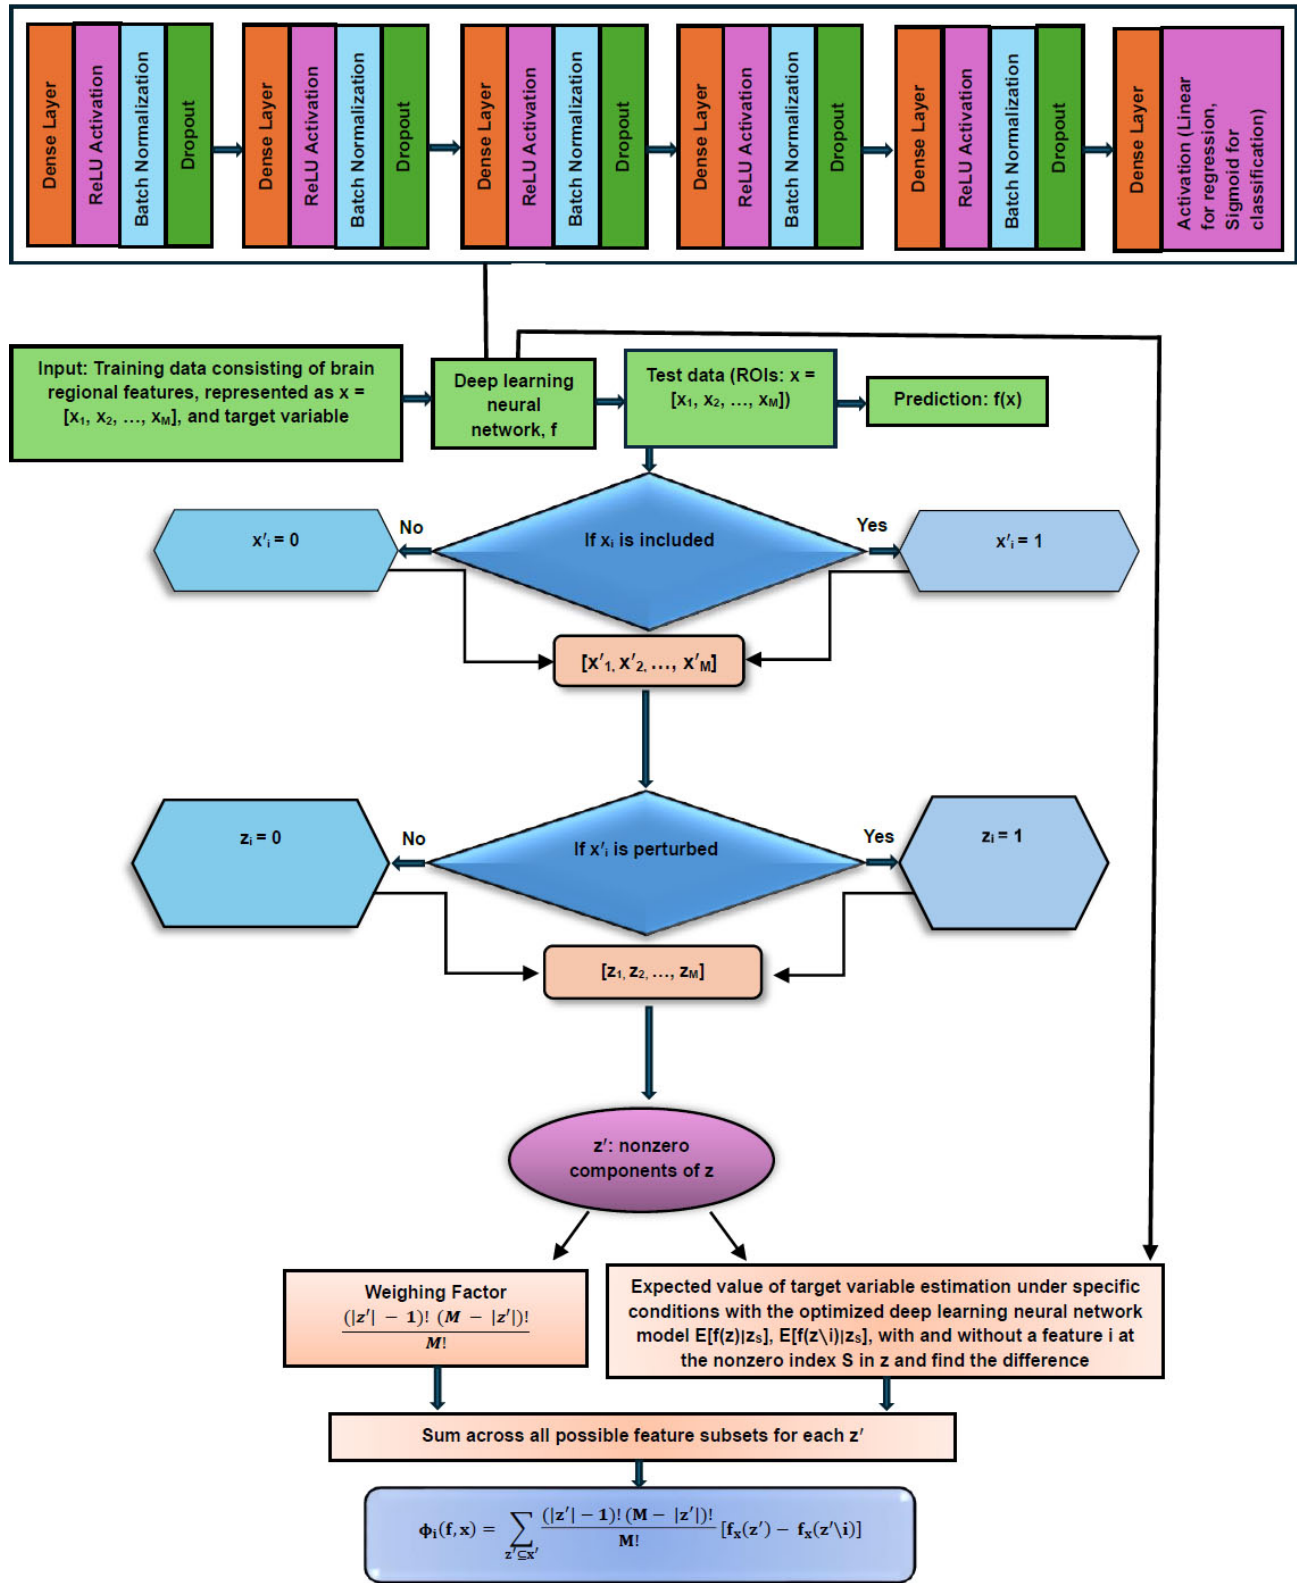 Dense Layer
ReLU Activation
Batch Normalization
Dropout
Dense Layer
ReLU Activation
Batch Normalization
Dropout
Dense Layer
ReLU Activation
Batch Normalization
Dropout
Dense Layer
ReLU Activation
Batch Normalization
Dropout
Dense Layer
ReLU Activation
Batch Normalization
Dropout
Dense Layer
Activation (Linear
for regression,
Sigmoid for
classification)
Input: Training data consisting of brain
regional features, represented as x =
[x₁, x₂, …, x_M], and target variable
Deep learning
neural
network, f
Test data (ROIs: x =
[x₁, x₂, …, x_M])
Prediction: f(x)
If xᵢ is included
No
Yes
x′ᵢ = 0
x′ᵢ = 1
[x′₁, x′₂, …, x′_M]
If x′ᵢ is perturbed
No
Yes
zᵢ = 0
zᵢ = 1
[z₁, z₂, …, z_M]
z′: nonzero
components of z
Weighing Factor
(|z′| − 1)! (M − |z′|)!
M!
Expected value of target variable estimation under specific
conditions with the optimized deep learning neural network
model E[f(z)|z_S], E[f(z\i)|z_S], with and without a feature i at
the nonzero index S in z and find the difference
Sum across all possible feature subsets for each z′
ϕᵢ(f, x) = ∑_{z′⊆x′} (|z′| − 1)! (M − |z′|)! / M! [fₓ(z′) − fₓ(z′\i)]